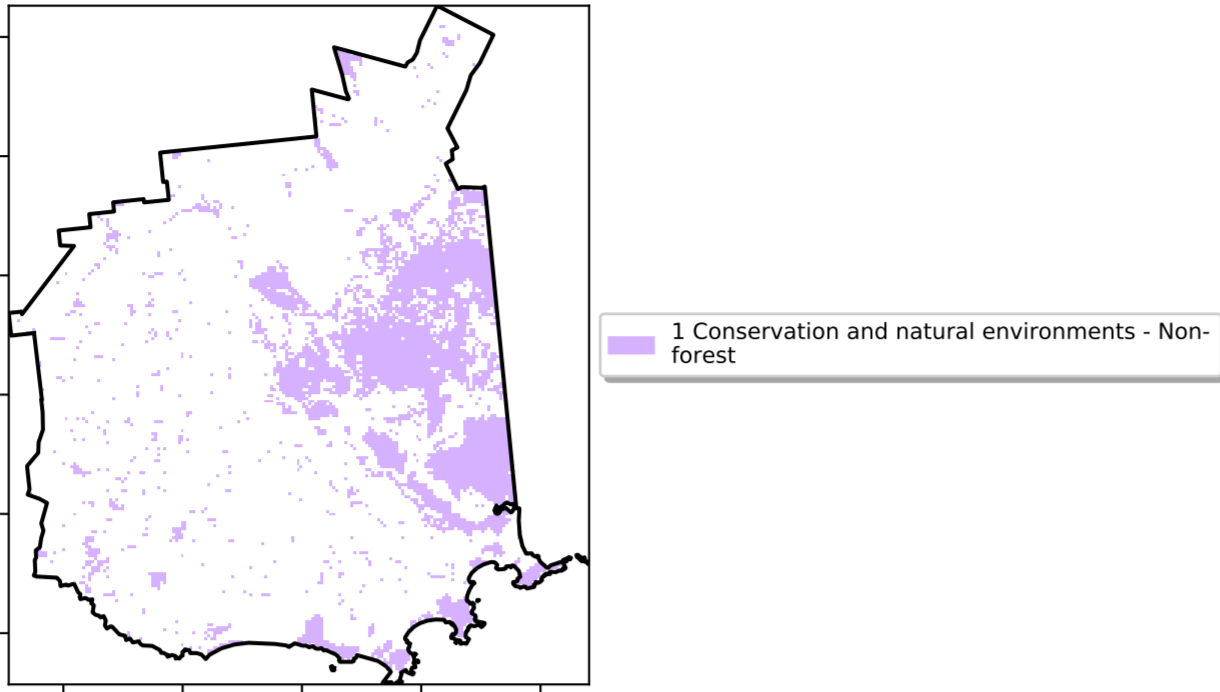 1 Conservation and natural environments - Non-
forest